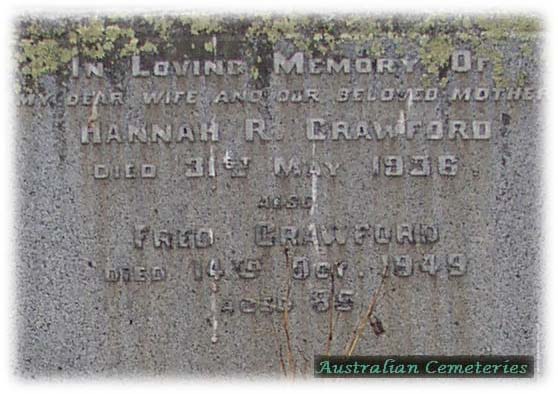 In Loving Memory Of
my dear wife and our beloved mother
Hannah R. Crawford
died 31st May 1936.
also
Fred Crawford
died 14th Oct. 1949
aged 85
Australian Cemeteries